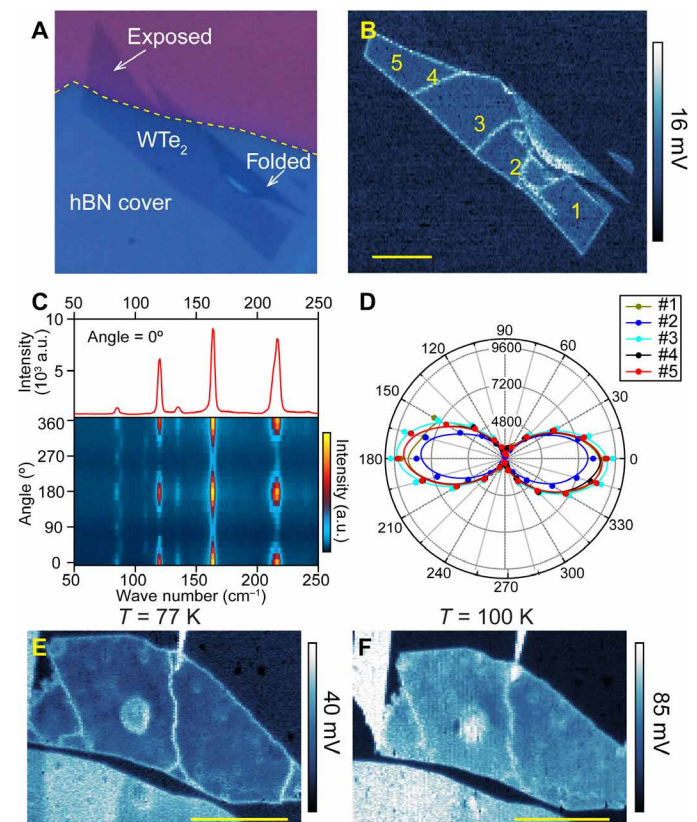 A
Exposed
WTe2
Folded
hBN cover
B
5
4
3
2
1
16 mV
C
50 100 150 200 250
10
5
Intensity
(10³ a.u.)
Angle = 0º
360
270
180
90
0
Angle (º)
50 100 150 200 250
Wave number (cm⁻¹)
Intensity
(a.u.)
D
#1
#2
#3
#4
#5
90
120
60
9600
7200
4800
150
30
180
0
210
330
240
300
270
T = 77 K
E
40 mV
T = 100 K
F
85 mV